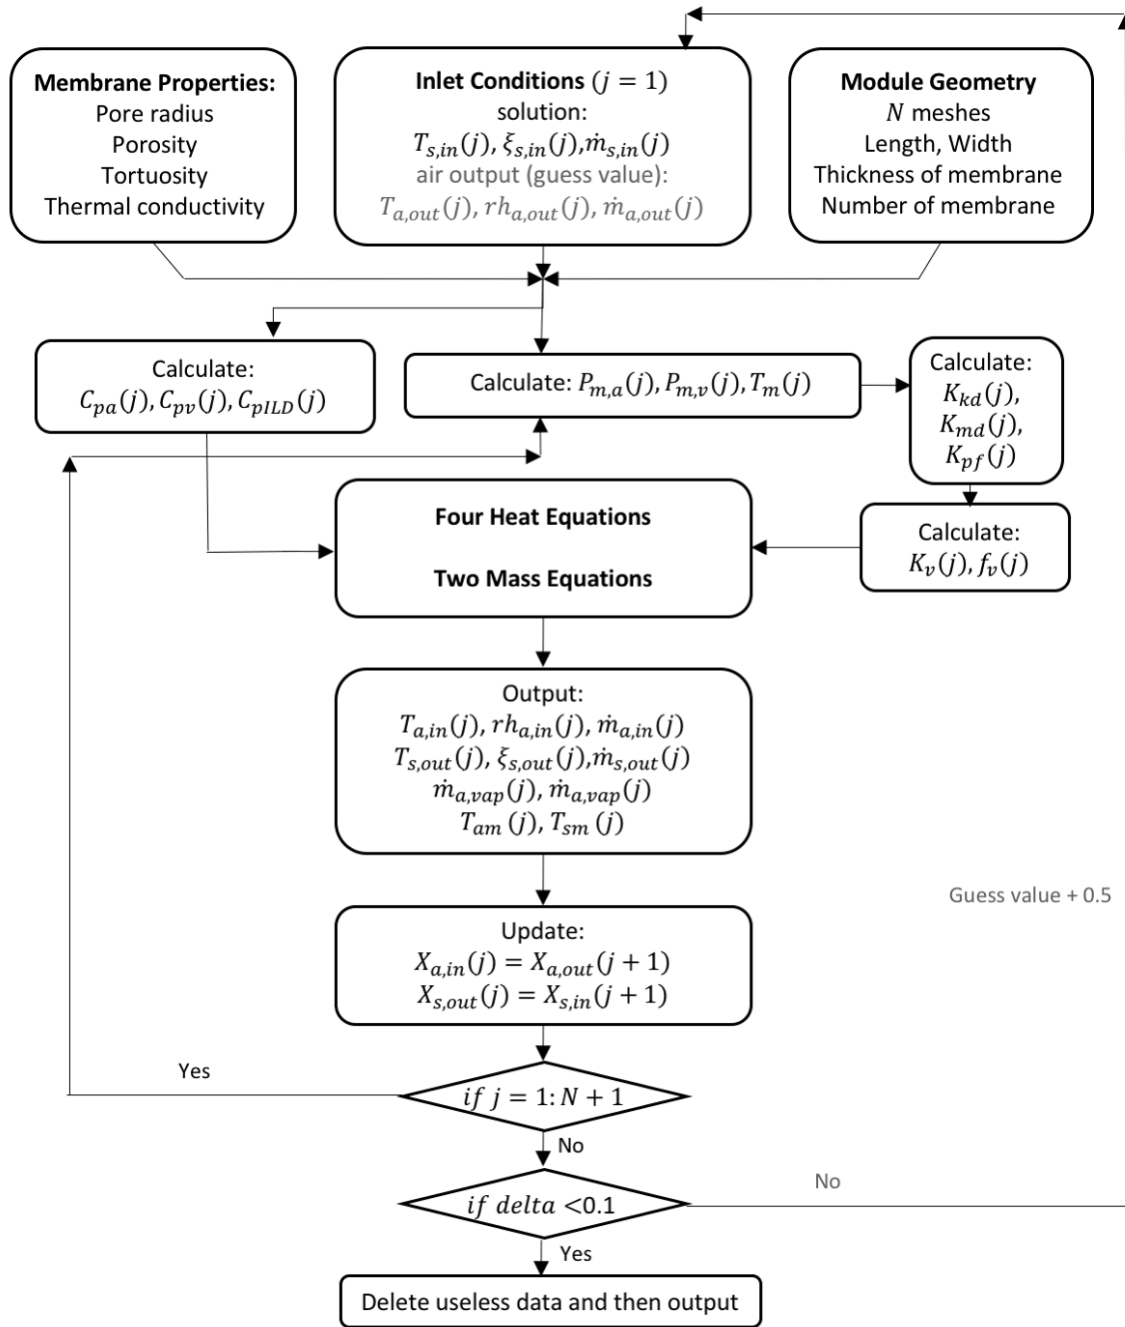 Membrane Properties:
Pore radius
Porosity
Tortuosity
Thermal conductivity
Inlet Conditions (j = 1)
solution:
T_{s,in}(j), ξ_{s,in}(j),ṁ_{s,in}(j)
air output (guess value):
T_{a,out}(j), rh_{a,out}(j), ṁ_{a,out}(j)
Module Geometry
N meshes
Length, Width
Thickness of membrane
Number of membrane
Calculate:
C_{pa}(j), C_{pv}(j), C_{pILD}(j)
Calculate: P_{m,a}(j), P_{m,v}(j), T_m(j)
Calculate:
K_{kd}(j),
K_{md}(j),
K_{pf}(j)
Calculate:
K_v(j), f_v(j)
Four Heat Equations
Two Mass Equations
Output:
T_{a,in}(j), rh_{a,in}(j), ṁ_{a,in}(j)
T_{s,out}(j), ξ_{s,out}(j),ṁ_{s,out}(j)
ṁ_{a,vap}(j), ṁ_{a,vap}(j)
T_{am}(j), T_{sm}(j)
Guess value + 0.5
Update:
X_{a,in}(j) = X_{a,out}(j + 1)
X_{s,out}(j) = X_{s,in}(j + 1)
Yes
if j = 1: N + 1
No
if delta <0.1
No
Yes
Delete useless data and then output